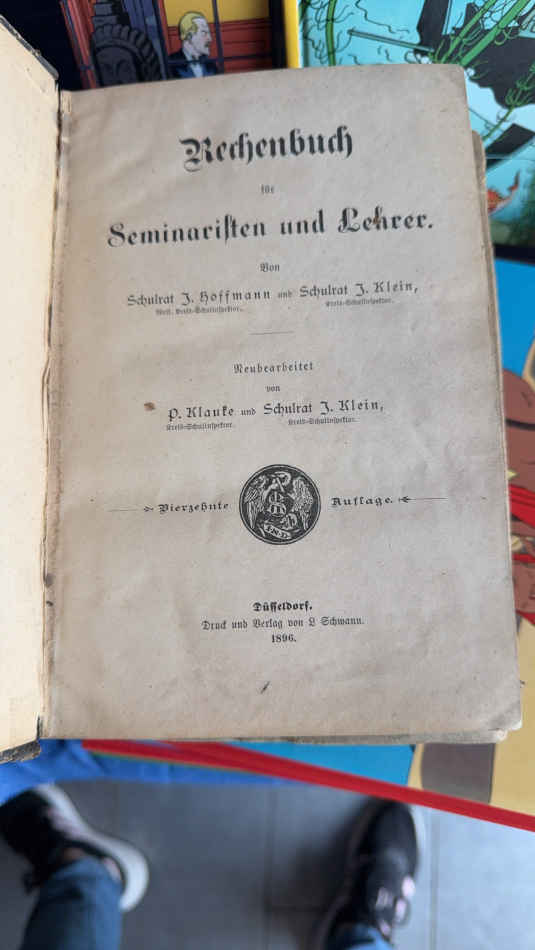 Rechenbuch
für
Seminariſten und Lehrer.
Von
Schulrat J. Hoffmann und Schulrat J. Klein,
Kreis-Schulinſpektor.
Neubearbeitet
von
P. Klauke und Schulrat J. Klein,
Kreis-Schulinſpektor. Kreis-Schulinſpektor.
Vierzehnte Auflage.
Düſſeldorf.
Druck und Verlag von L Schwann.
1896.